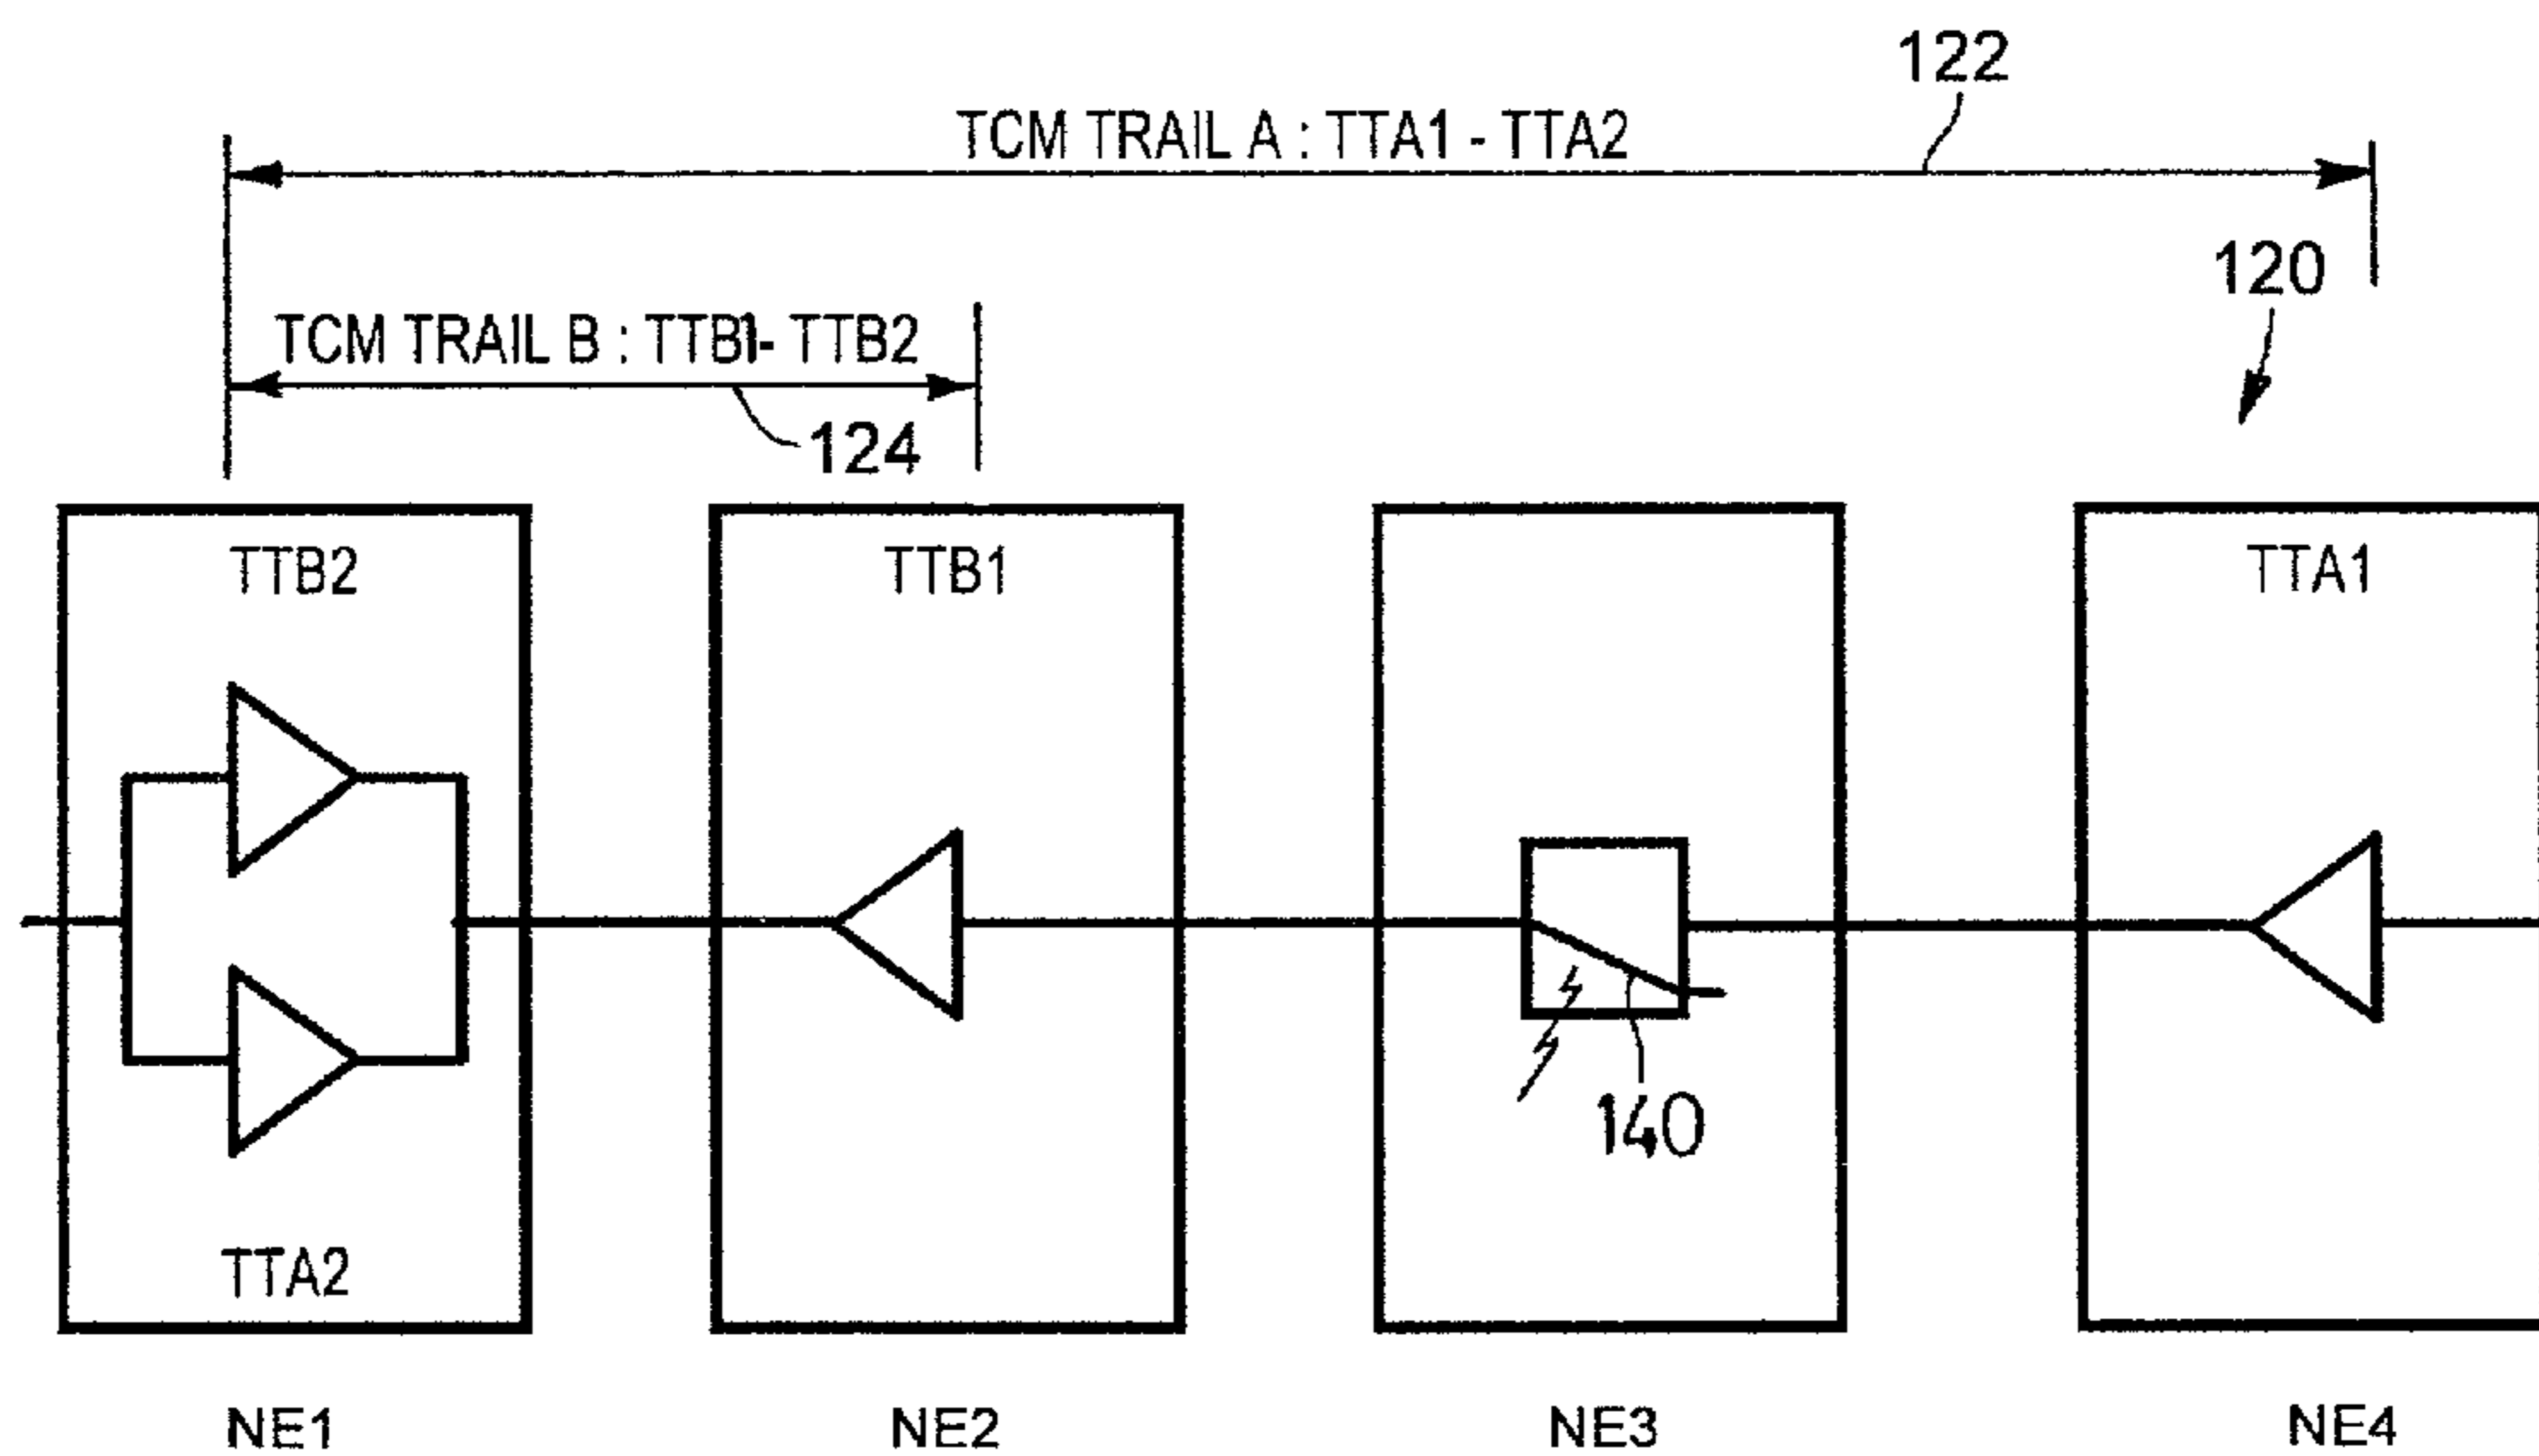 122
TCM TRAIL A : TTA1 - TTA2
120
TCM TRAIL B : TTB1- TTB2
124
TTB2
TTB1
TTA1
140
TTA2
NE1
NE2
NE3
NE4